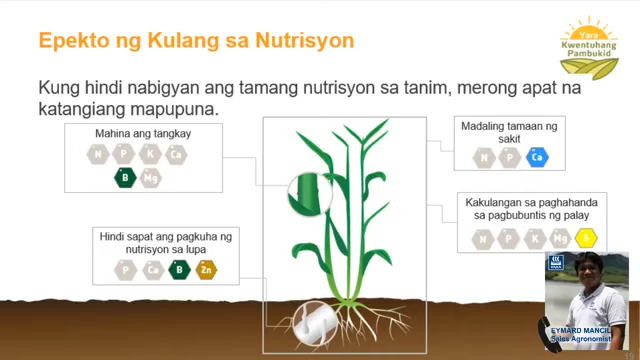 Epekto ng Kulang sa Nutrisyon
Yara
Kwentuhang
Pambukid
Kung hindi nabigyan ang tamang nutrisyon sa tanim, merong apat na
katangiang mapupuna.
Mahina ang tangkay
N P K Ca
B Mg
Madaling tamaan ng
sakit
N P Ca
Kakulangan sa paghahanda
sa pagbubuntis ng palay
N P K Mg S
Hindi sapat ang pagkuha ng
nutrisyon sa lupa
P Ca B Zn
YARA
EYMARD MANCIL
Sales Agronomist